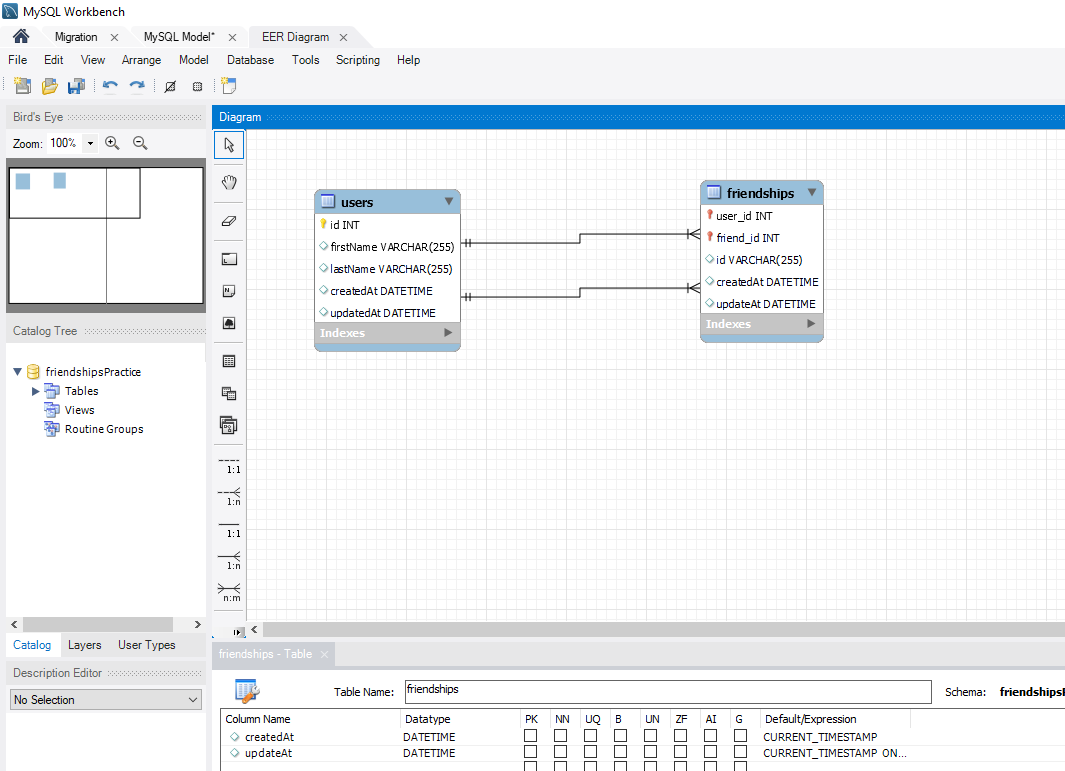 MySQL Workbench
Migration
MySQL Model*
EER Diagram
File Edit View Arrange Model Database Tools Scripting Help
Bird's Eye
Zoom: 100%
Diagram
users
id INT
firstName VARCHAR(255)
lastName VARCHAR(255)
createdAt DATETIME
updatedAt DATETIME
Indexes
friendships
user_id INT
friend_id INT
id VARCHAR(255)
createdAt DATETIME
updateAt DATETIME
Indexes
Catalog Tree
friendshipsPractice
Tables
Views
Routine Groups
1:1
1:n
1:1
1:n
n:m
Catalog Layers User Types
Description Editor
No Selection
friendships - Table
Table Name: friendships
Schema: friendships
Column Name Datatype PK NN UQ B UN ZF AI G Default/Expression
createdAt DATETIME CURRENT_TIMESTAMP
updateAt DATETIME CURRENT_TIMESTAMP ON...